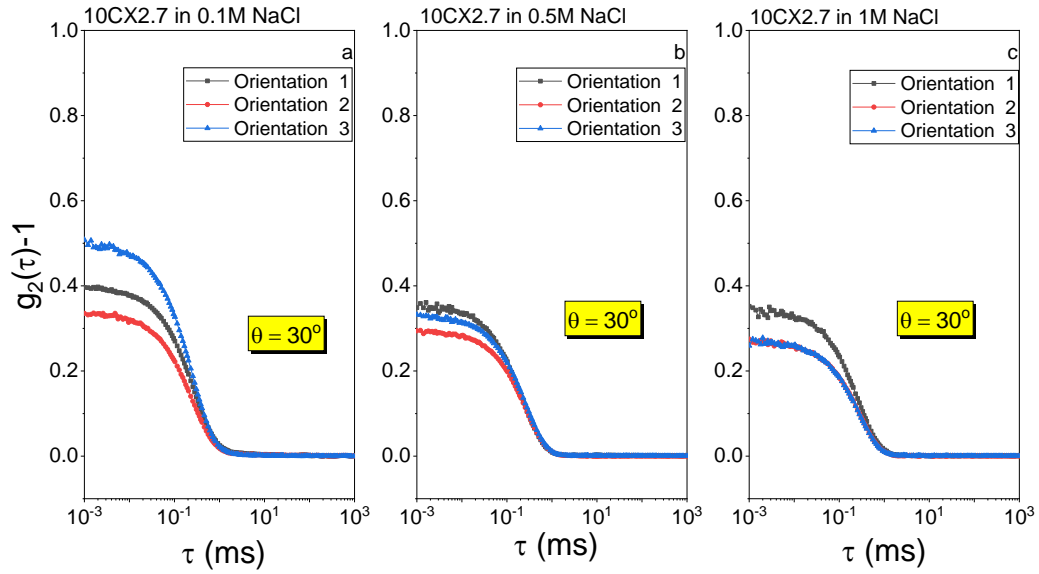 10CX2.7 in 0.1M NaCl
10CX2.7 in 0.5M NaCl
10CX2.7 in 1M NaCl
g₂(τ)-1
1.0
0.8
0.6
0.4
0.2
0.0
a
Orientation 1
Orientation 2
Orientation 3
θ = 30°
10⁻³ 10⁻¹ 10¹ 10³
τ (ms)
1.0
0.8
0.6
0.4
0.2
0.0
b
Orientation 1
Orientation 2
Orientation 3
θ = 30°
10⁻³ 10⁻¹ 10¹ 10³
τ (ms)
1.0
0.8
0.6
0.4
0.2
0.0
c
Orientation 1
Orientation 2
Orientation 3
θ = 30°
10⁻³ 10⁻¹ 10¹ 10³
τ (ms)